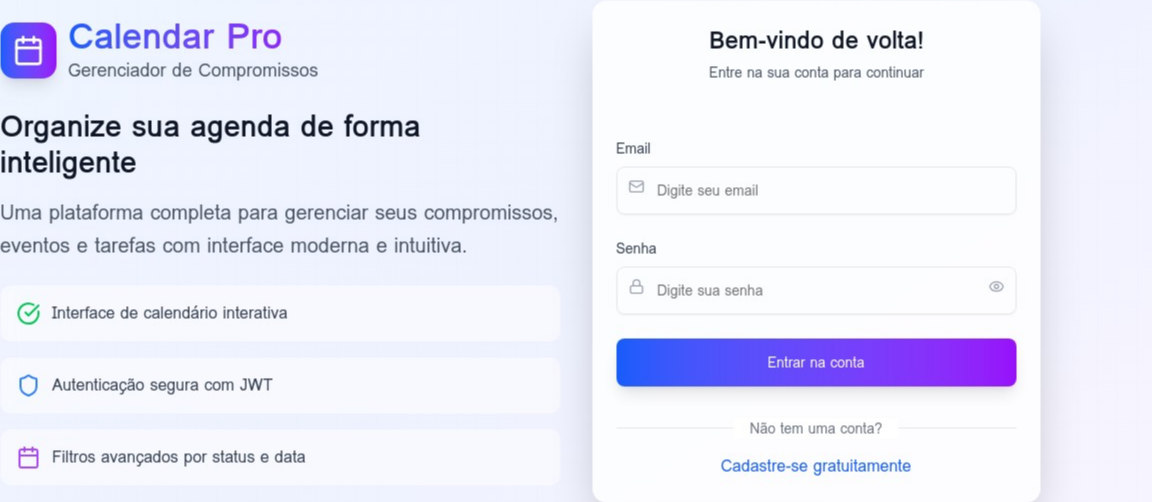 Calendar Pro
Gerenciador de Compromissos
Organize sua agenda de forma
inteligente
Uma plataforma completa para gerenciar seus compromissos,
eventos e tarefas com interface moderna e intuitiva.
Interface de calendário interativa
Autenticação segura com JWT
Filtros avançados por status e data
Bem-vindo de volta!
Entre na sua conta para continuar
Email
Digite seu email
Senha
Digite sua senha
Entrar na conta
Não tem uma conta?
Cadastre-se gratuitamente